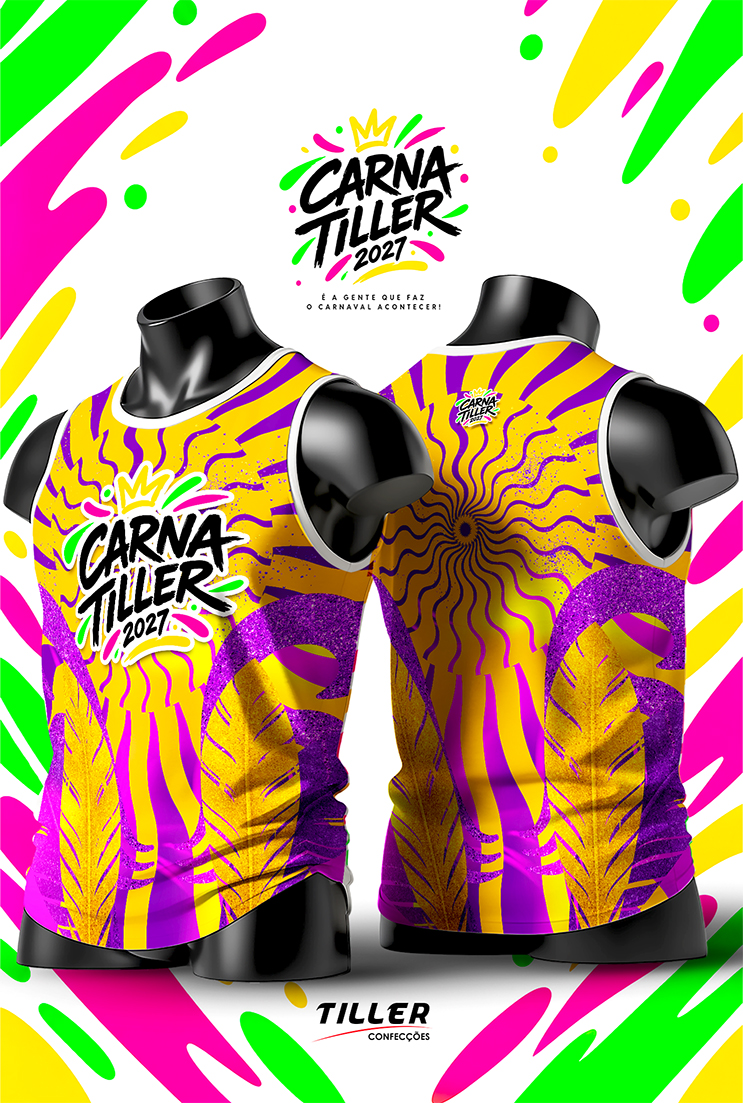 CARNA
TILLER
2027
É A GENTE QUE FAZ
O CARNAVAL ACONTECER!
CARNA
TILLER
2027
CARNA
TILLER
2027
TILLER
CONFECÇÕES